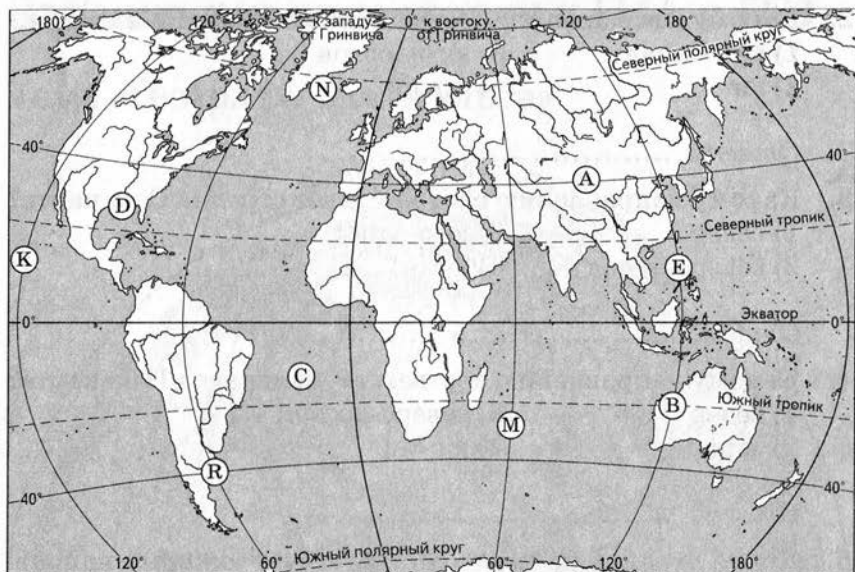 180°
120°
к западу
от Гринвича
0°
к востоку
от Гринвича
120°
180°
Северный полярный круг
N
40°
A
40°
D
Северный тропик
K
E
0°
Экватор
0°
C
B
Южный тропик
M
R
40°
40°
120°
60°
Южный полярный круг
0°
60°
120°
180°